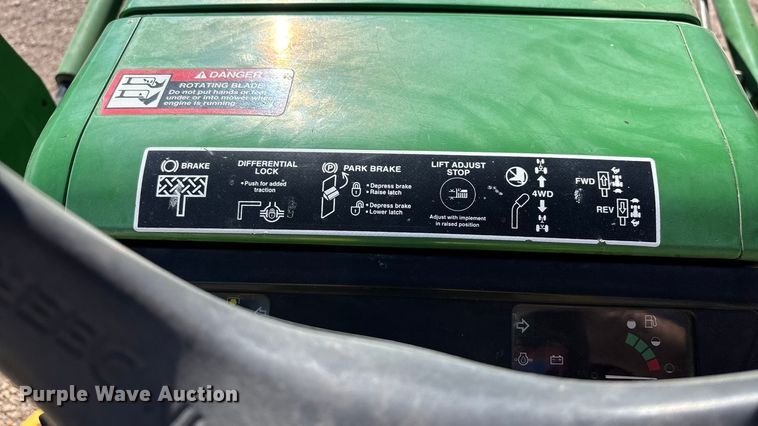 DANGER
ROTATING BLADE
Do not put hands or feet
under or into mower when
engine is running
BRAKE
DIFFERENTIAL
LOCK
•Push for added
traction
PARK BRAKE
•Depress brake
•Raise latch
•Depress brake
•Lower latch
LIFT ADJUST
STOP
Adjust with implement
in raised position
4WD
FWD
REV
Purple Wave Auction